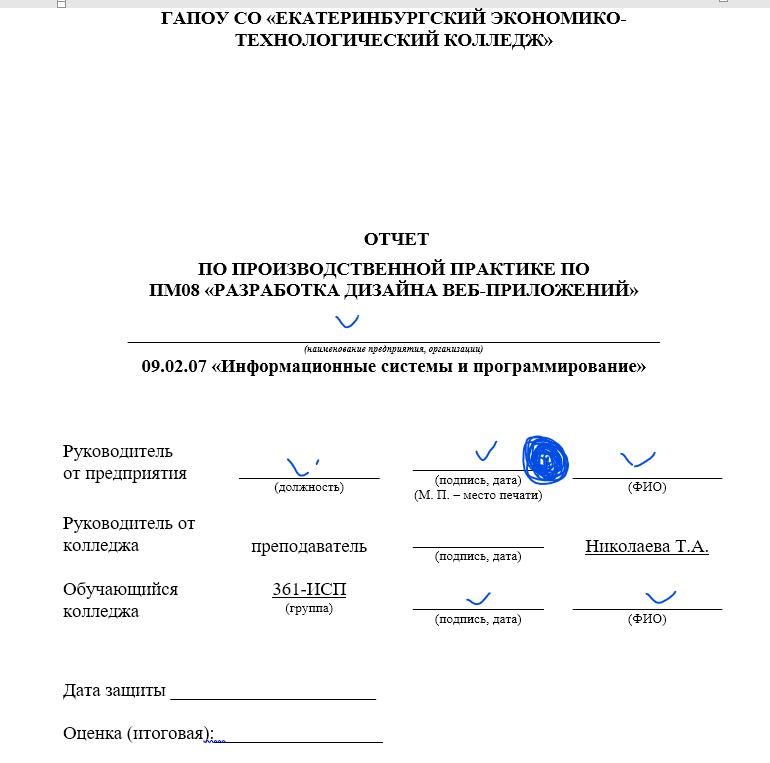 ГАПОУ СО «ЕКАТЕРИНБУРГСКИЙ ЭКОНОМИКО-
ТЕХНОЛОГИЧЕСКИЙ КОЛЛЕДЖ»
ОТЧЕТ
ПО ПРОИЗВОДСТВЕННОЙ ПРАКТИКЕ ПО
ПМ08 «РАЗРАБОТКА ДИЗАЙНА ВЕБ-ПРИЛОЖЕНИЙ»
(наименование предприятия, организации)
09.02.07 «Информационные системы и программирование»
Руководитель
от предприятия
(должность)
(подпись, дата)
(М. П. – место печати)
(ФИО)
Руководитель от
колледжа
преподаватель
(подпись, дата)
Николаева Т.А.
Обучающийся
колледжа
361-ИСП
(группа)
(подпись, дата)
(ФИО)
Дата защиты
Оценка (итоговая):